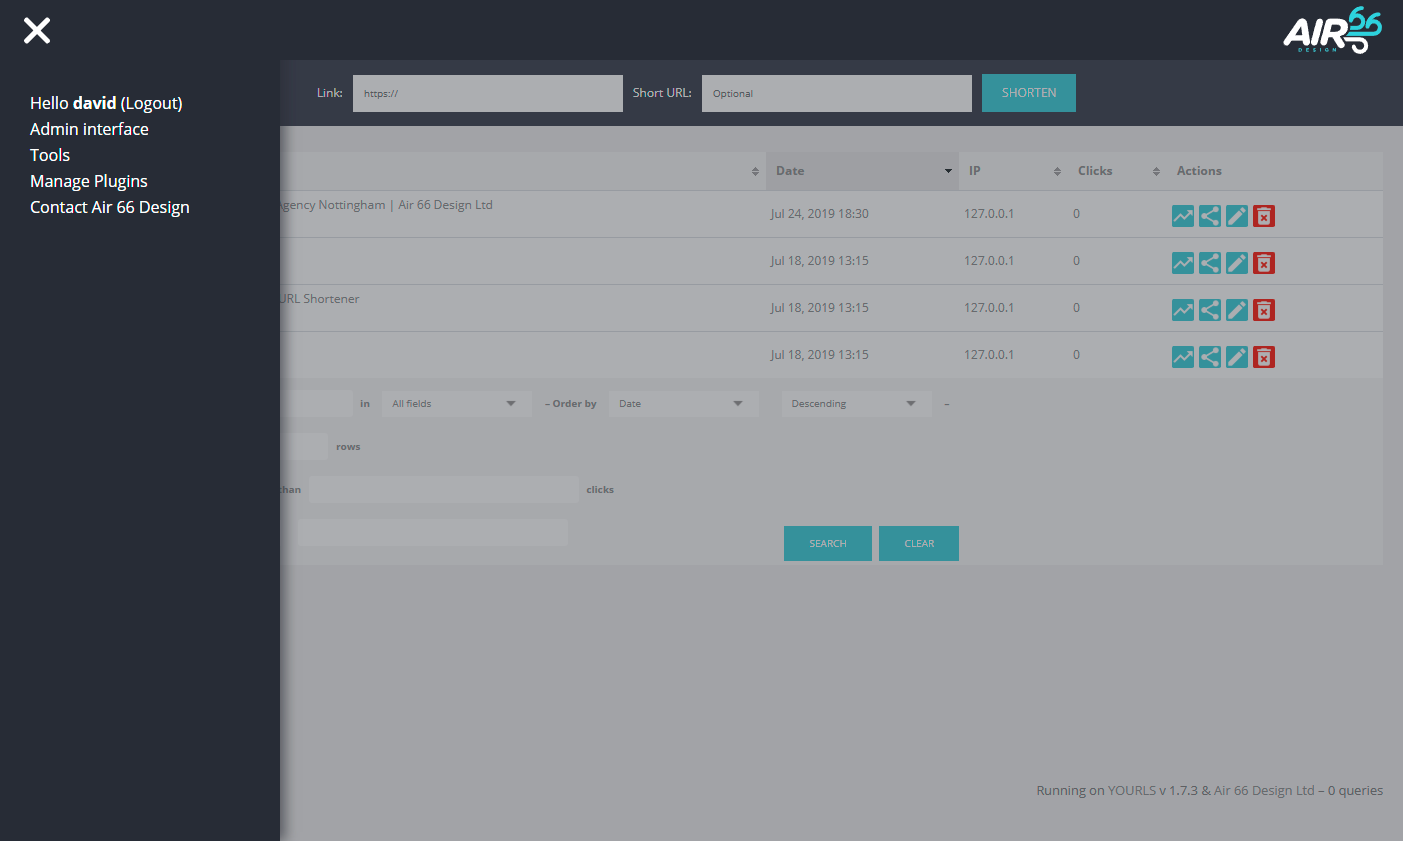 AIR 66
DESIGN
Link: https:// Short URL: Optional SHORTEN
Hello david (Logout)
Admin interface
Tools
Manage Plugins
Contact Air 66 Design
Date IP Clicks Actions
Agency Nottingham | Air 66 Design Ltd
Jul 24, 2019 18:30 127.0.0.1 0
Jul 18, 2019 13:15 127.0.0.1 0
URL Shortener
Jul 18, 2019 13:15 127.0.0.1 0
Jul 18, 2019 13:15 127.0.0.1 0
in All fields – Order by Date Descending –
rows
than clicks
SEARCH CLEAR
Running on YOURLS v 1.7.3 & Air 66 Design Ltd – 0 queries